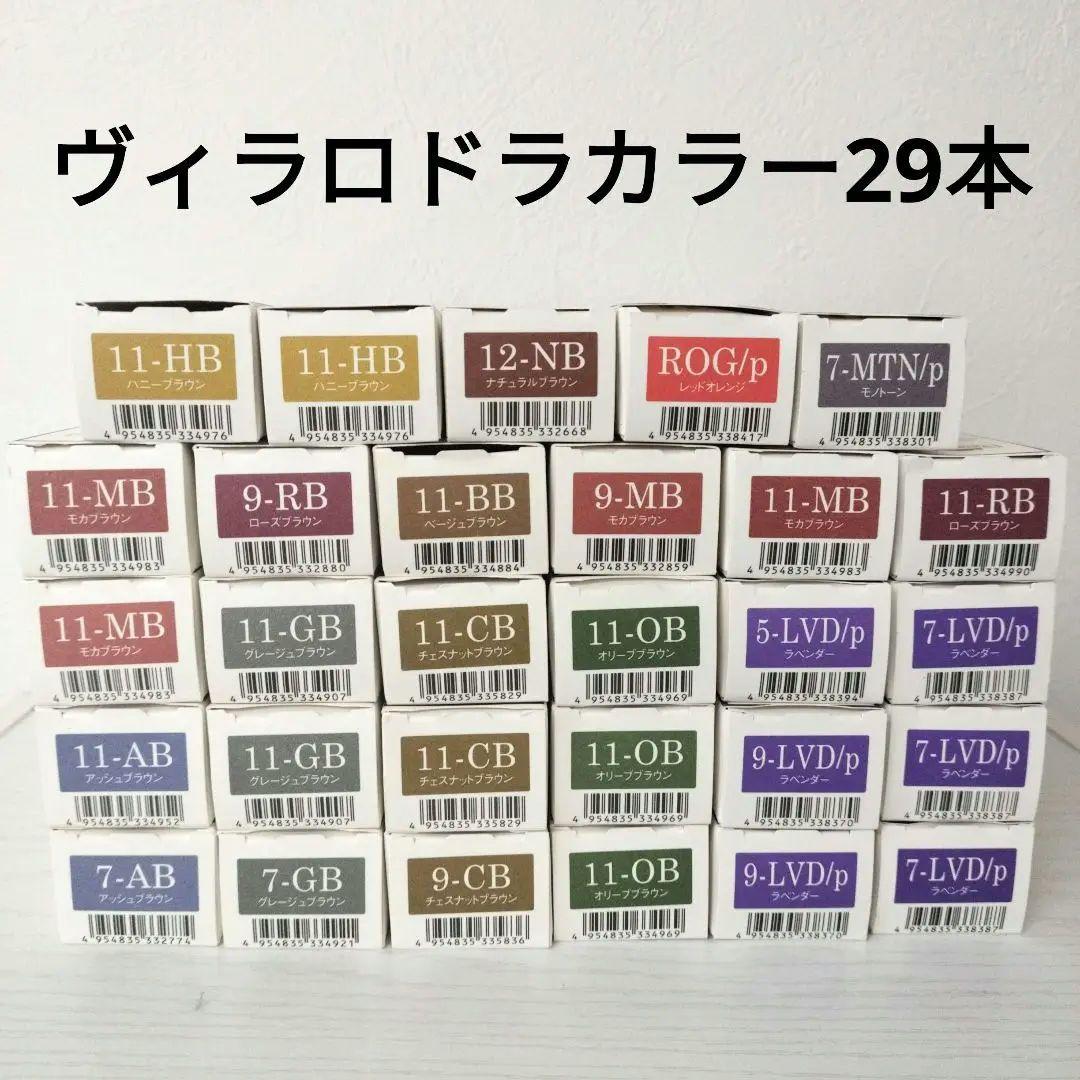 ヴィラロドラカラー29本
11-HB
ハニーブラウン
4 954835 334976
11-HB
ハニーブラウン
4 954835 334976
12-NB
ナチュラルブラウン
4 954835 332668
ROG/p
レッドオレンジ
4 954835 338417
7-MTN/p
モノトーン
4 954835 338301
11-MB
モカブラウン
4 954835 334983
9-RB
ローズブラウン
4 954835 332880
11-BB
ベージュブラウン
4 954835 334884
9-MB
モカブラウン
4 954835 332859
11-MB
モカブラウン
4 954835 334983
11-RB
ローズブラウン
4 954835 334990
11-MB
モカブラウン
4 954835 334983
11-GB
グレージュブラウン
4 954835 334907
11-CB
チェスナットブラウン
4 954835 335829
11-OB
オリーブブラウン
4 954835 334969
5-LVD/p
ラベンダー
4 954835 338394
7-LVD/p
ラベンダー
4 954835 338387
11-AB
アッシュブラウン
4 954835 334952
11-GB
グレージュブラウン
4 954835 334907
11-CB
チェスナットブラウン
4 954835 335829
11-OB
オリーブブラウン
4 954835 334969
9-LVD/p
ラベンダー
4 954835 338370
7-LVD/p
ラベンダー
4 954835 338387
7-AB
アッシュブラウン
4 954835 332774
7-GB
グレージュブラウン
4 954835 334921
9-CB
チェスナットブラウン
4 954835 335836
11-OB
オリーブブラウン
4 954835 334969
9-LVD/p
ラベンダー
4 954835 338370
7-LVD/p
ラベンダー
4 954835 338387